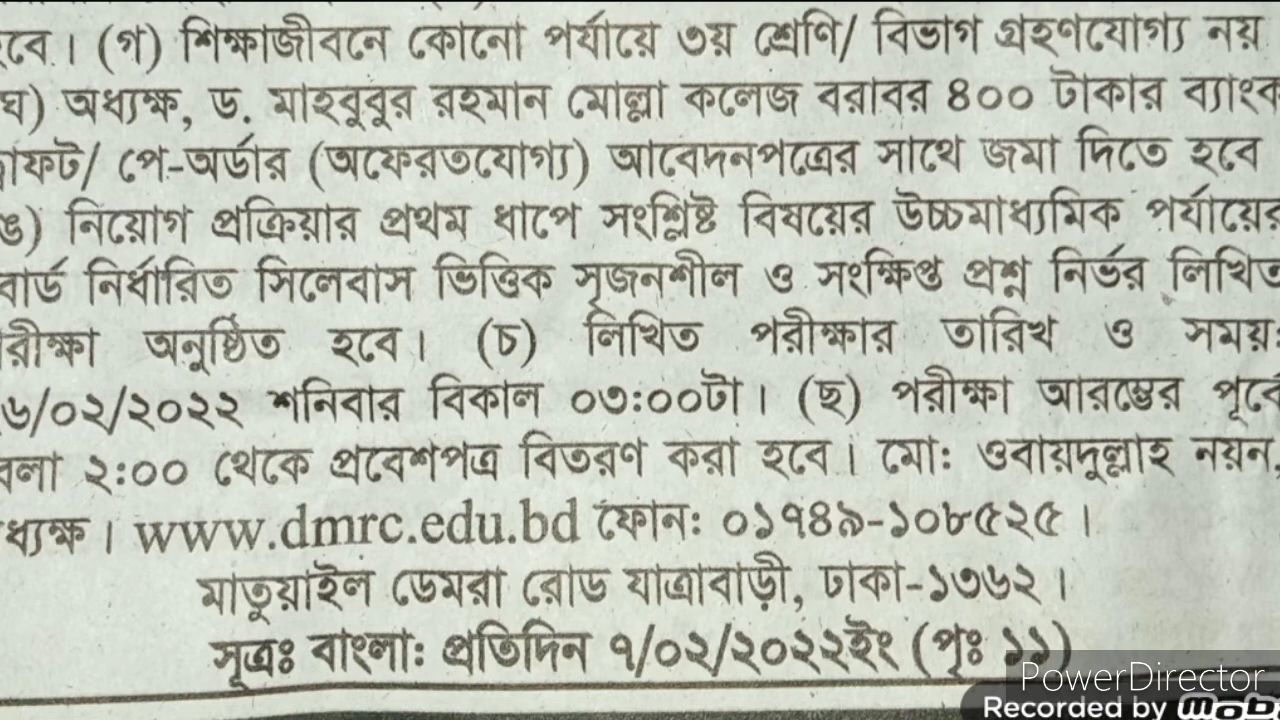 হবে। (গ) শিক্ষাজীবনে কোনো পর্যায়ে ৩য় শ্রেণি/ বিভাগ গ্রহণযোগ্য নয়
ঘ) অধ্যক্ষ, ড. মাহবুবুর রহমান মোল্লা কলেজ বরাবর ৪০০ টাকার ব্যাংক
াফট/ পে-অর্ডার (অফেরতযোগ্য) আবেদনপত্রের সাথে জমা দিতে হবে
ঙ) নিয়োগ প্রক্রিয়ার প্রথম ধাপে সংশ্লিষ্ট বিষয়ের উচ্চমাধ্যমিক পর্যায়ের
বোর্ড নির্ধারিত সিলেবাস ভিত্তিক সৃজনশীল ও সংক্ষিপ্ত প্রশ্ন নির্ভর লিখিত
রীক্ষা অনুষ্ঠিত হবে। (চ) লিখিত পরীক্ষার তারিখ ও সময়:
৬/০২/২০২২ শনিবার বিকাল ০৩:০০টা। (ছ) পরীক্ষা আরম্ভের পূর্বে
বেলা ২:০০ থেকে প্রবেশপত্র বিতরণ করা হবে। মো: ওবায়দুল্লাহ নয়ন,
ধ্যক্ষ। www.dmrc.edu.bd ফোন: ০১৭৪৯-১০৮৫২৫।
মাতুয়াইল ডেমরা রোড যাত্রাবাড়ী, ঢাকা-১৩৬২।
সূত্রঃ বাংলা: প্রতিদিন ৭/০২/২০২২ইং (পৃঃ ১১)
PowerDirector
Recorded by